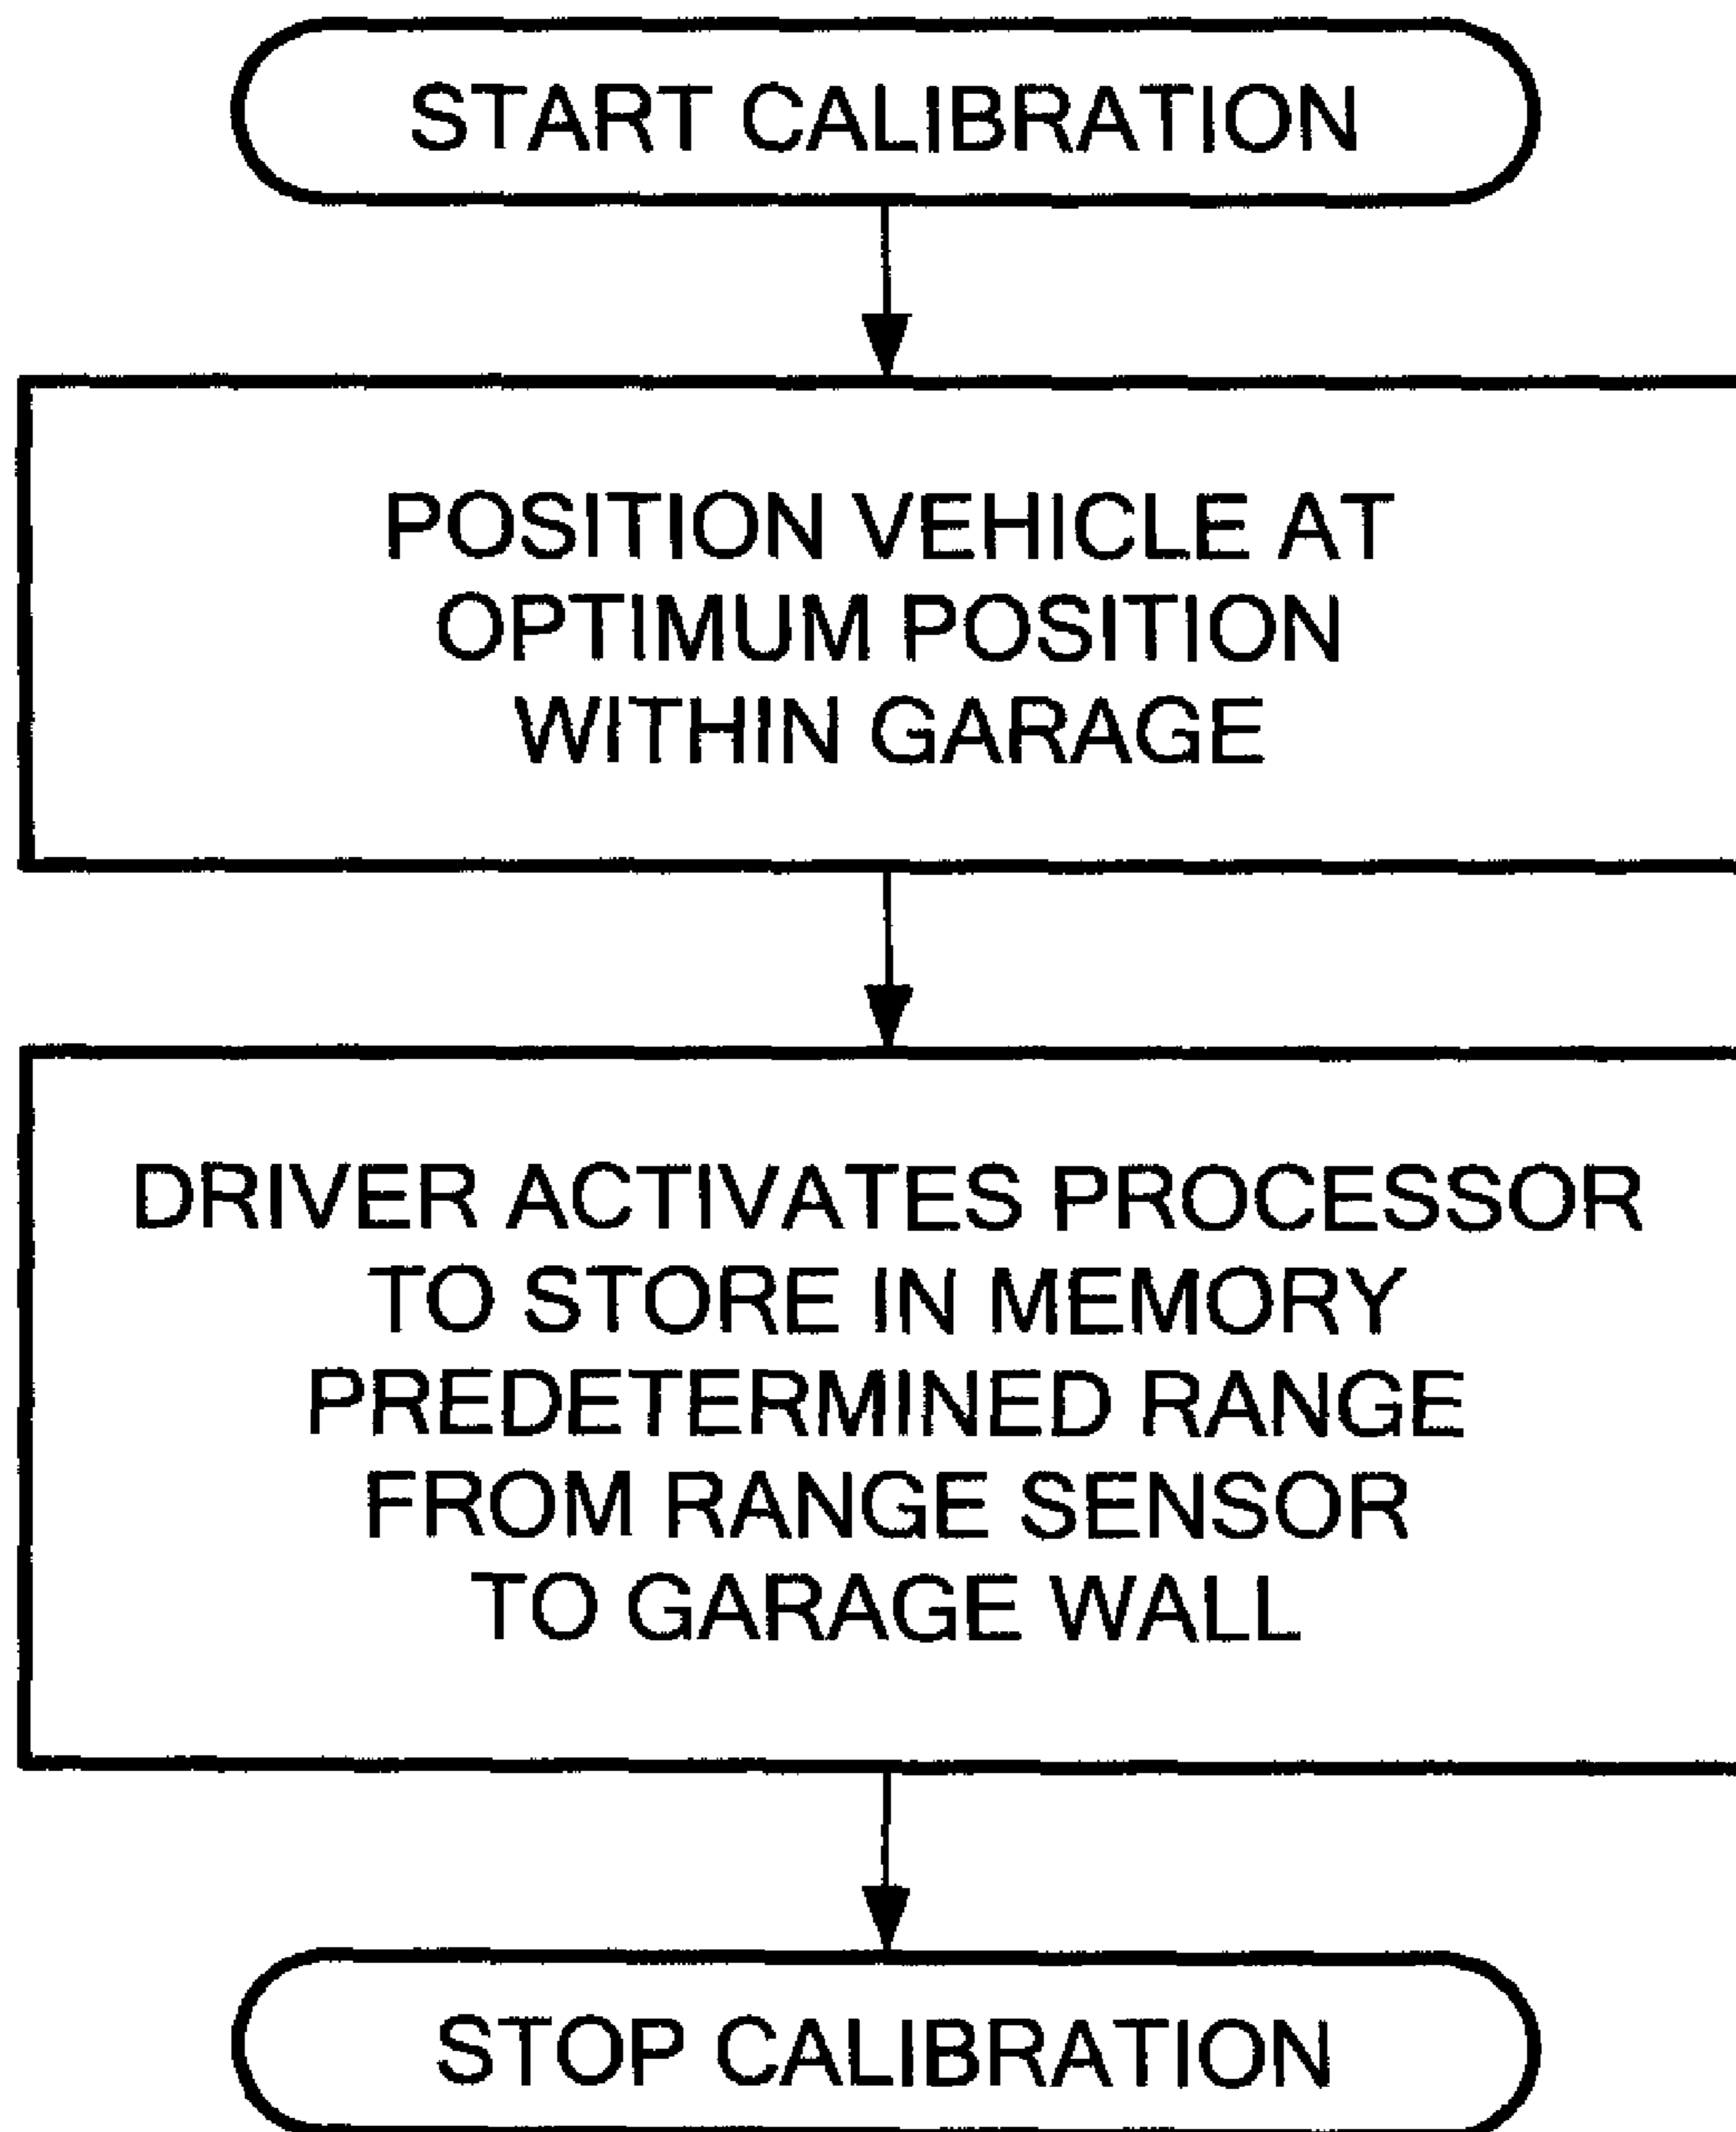 START CALIBRATION
POSITION VEHICLE AT
OPTIMUM POSITION
WITHIN GARAGE
DRIVER ACTIVATES PROCESSOR
TO STORE IN MEMORY
PREDETERMINED RANGE
FROM RANGE SENSOR
TO GARAGE WALL
STOP CALIBRATION